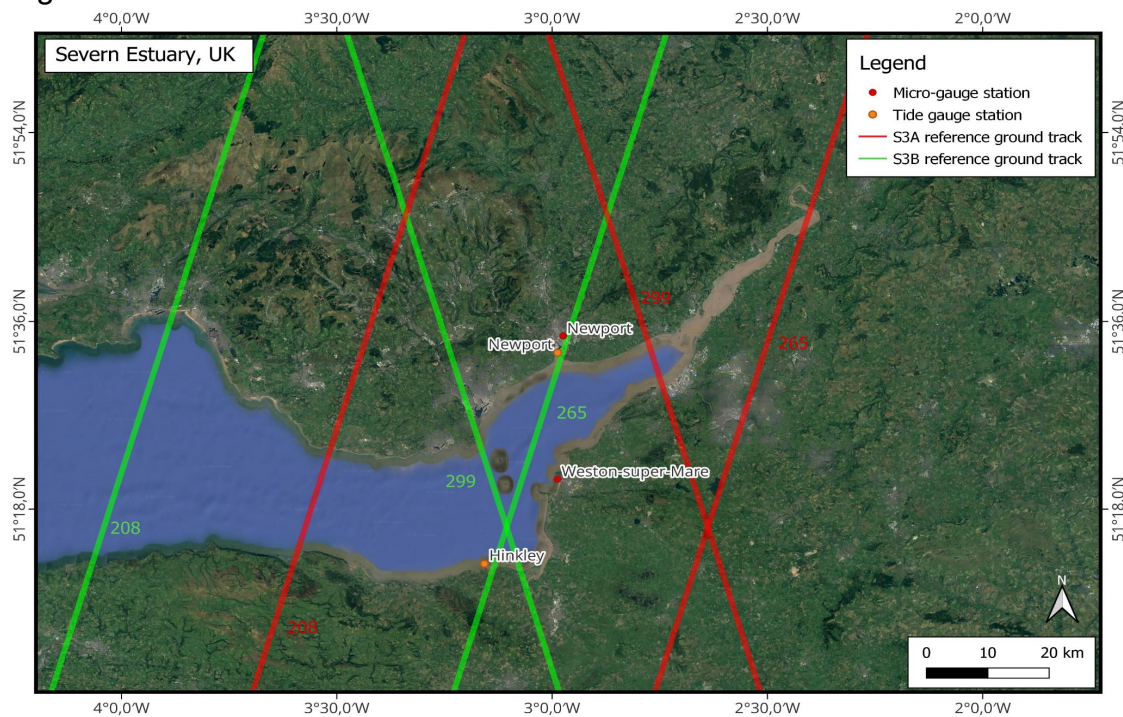 4°0,0'W 3°30,0'W 3°0,0'W 2°30,0'W 2°0,0'W
Severn Estuary, UK
Legend
Micro-gauge station
Tide gauge station
S3A reference ground track
S3B reference ground track
51°54,0'N 51°54,0'N
299
51°36,0'N 51°36,0'N
Newport
Newport
265
265
Weston-super-Mare
299
51°18,0'N 51°18,0'N
208
Hinkley
208
N
0 10 20 km
4°0,0'W 3°30,0'W 3°0,0'W 2°30,0'W 2°0,0'W